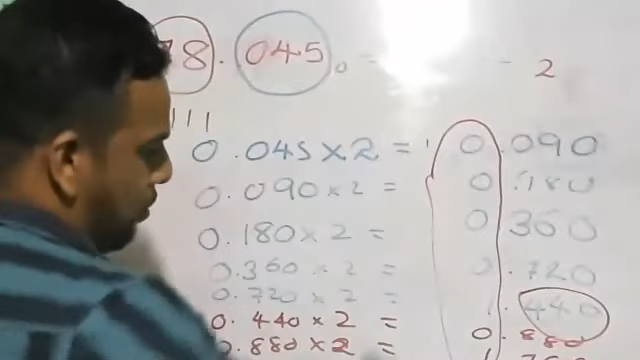 78.045 - - 2
111
0.045 x 2 = 0.090
0.090 x 2 = 0.180
0.180 x 2 = 0.360
0.360 x 2 = 0.720
0.720 x 2 = 1.440
0.440 x 2 = 0.880
0.880 x 2 =